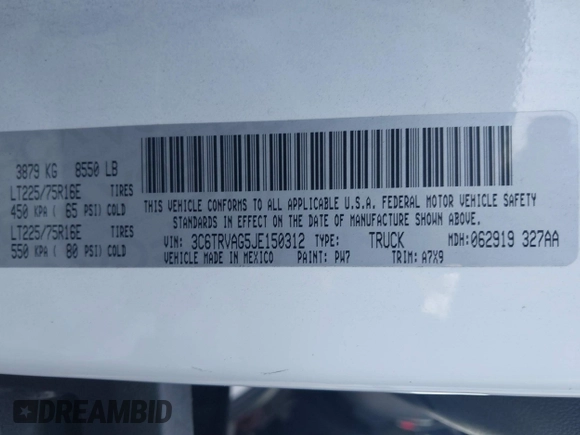 3879 KG 8550 LB
LT225/75R16E TIRES
450 KPA ( 65 PSI) COLD
LT225/75R16E TIRES
550 KPA ( 80 PSI) COLD
THIS VEHICLE CONFORMS TO ALL APPLICABLE U.S.A. FEDERAL MOTOR VEHICLE SAFETY
STANDARDS IN EFFECT ON THE DATE OF MANUFACTURE SHOWN ABOVE.
VIN: 3C6TRVAG5JE150312 TYPE: TRUCK MDH: 062919 327AA
VEHICLE MADE IN MEXICO PAINT: PW7 TRIM: A7X9
DREAMBID